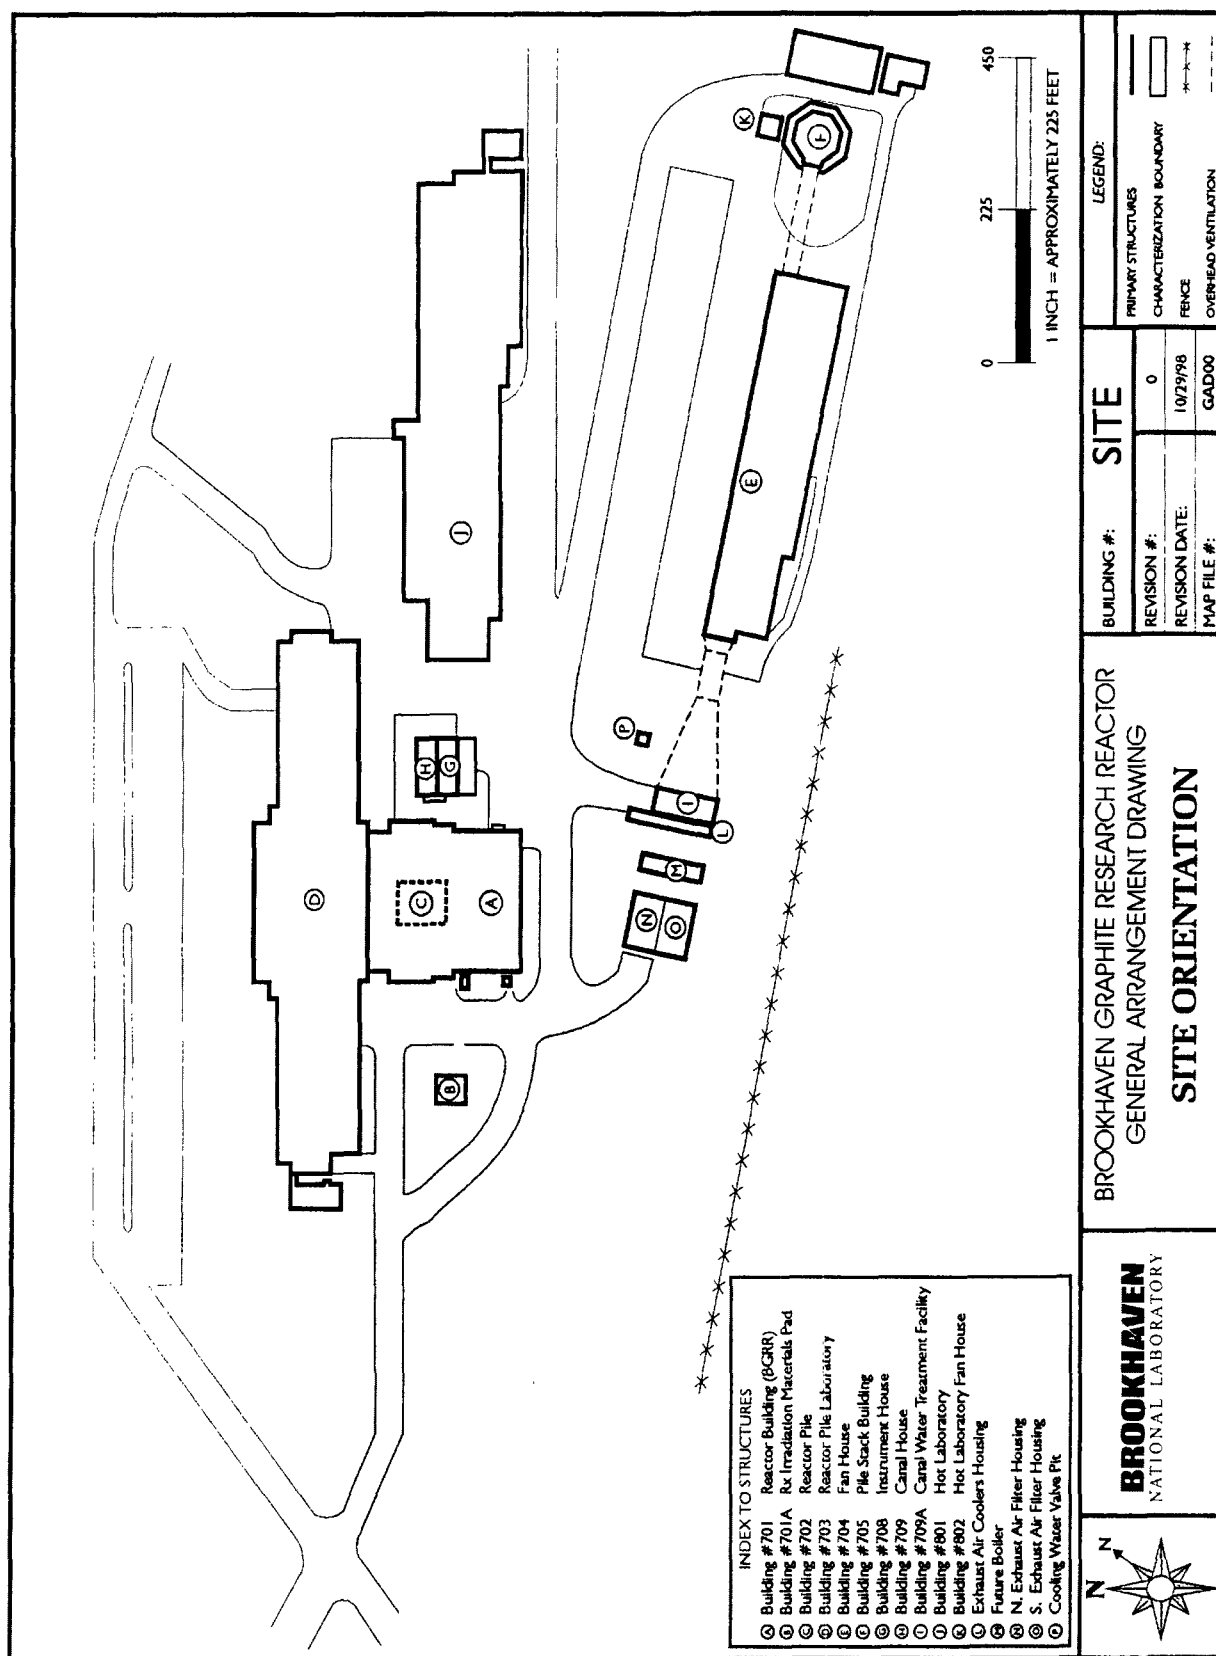 K
F
J
E
P
H
G
I
L
M
D
C
A
N
O
B
0
225
450
1 INCH = APPROXIMATELY 225 FEET
INDEX TO STRUCTURES
A Building #701 Reactor Building (BGRR)
B Building #701A Rx Irradiation Materials Pad
C Building #702 Reactor Pile
D Building #703 Reactor Pile Laboratory
E Building #704 Fan House
F Building #705 Pile Stack Building
G Building #708 Instrument House
H Building #709 Canal House
I Building #709A Canal Water Treatment Facility
J Building #801 Hot Laboratory
K Building #802 Hot Laboratory Fan House
L Exhaust Air Coolers Housing
M Future Boiler
N N. Exhaust Air Filter Housing
O S. Exhaust Air Filter Housing
P Cooling Water Valve Pit
N
N
BROOKHAVEN
NATIONAL LABORATORY
BROOKHAVEN GRAPHITE RESEARCH REACTOR
GENERAL ARRANGEMENT DRAWING
SITE ORIENTATION
BUILDING #: SITE
REVISION #: 0
REVISION DATE: 10/29/98
MAP FILE #: GAD00
LEGEND:
PRIMARY STRUCTURES
CHARACTERIZATION BOUNDARY
FENCE
OVERHEAD VENTILATION